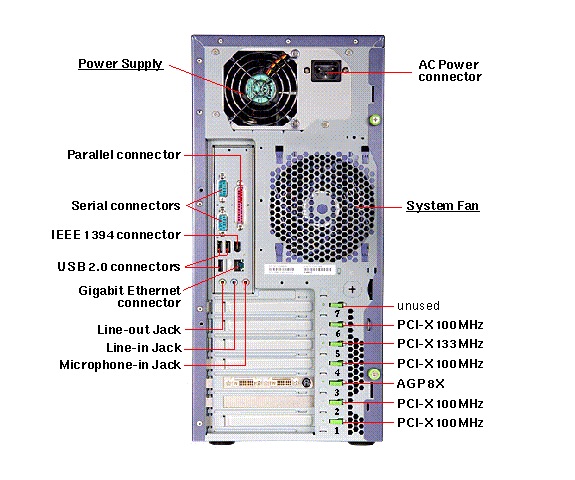 Power Supply
AC Power
connector
Parallel connector
Serial connectors
System Fan
IEEE 1394 connector
USB 2.0 connectors
Gigabit Ethernet
connector
Line-out Jack
Line-in Jack
Microphone-in Jack
7
unused
6
PCI-X 100MHz
5
PCI-X 133MHz
4
PCI-X 100MHz
3
AGP 8X
2
PCI-X 100MHz
1
PCI-X 100MHz